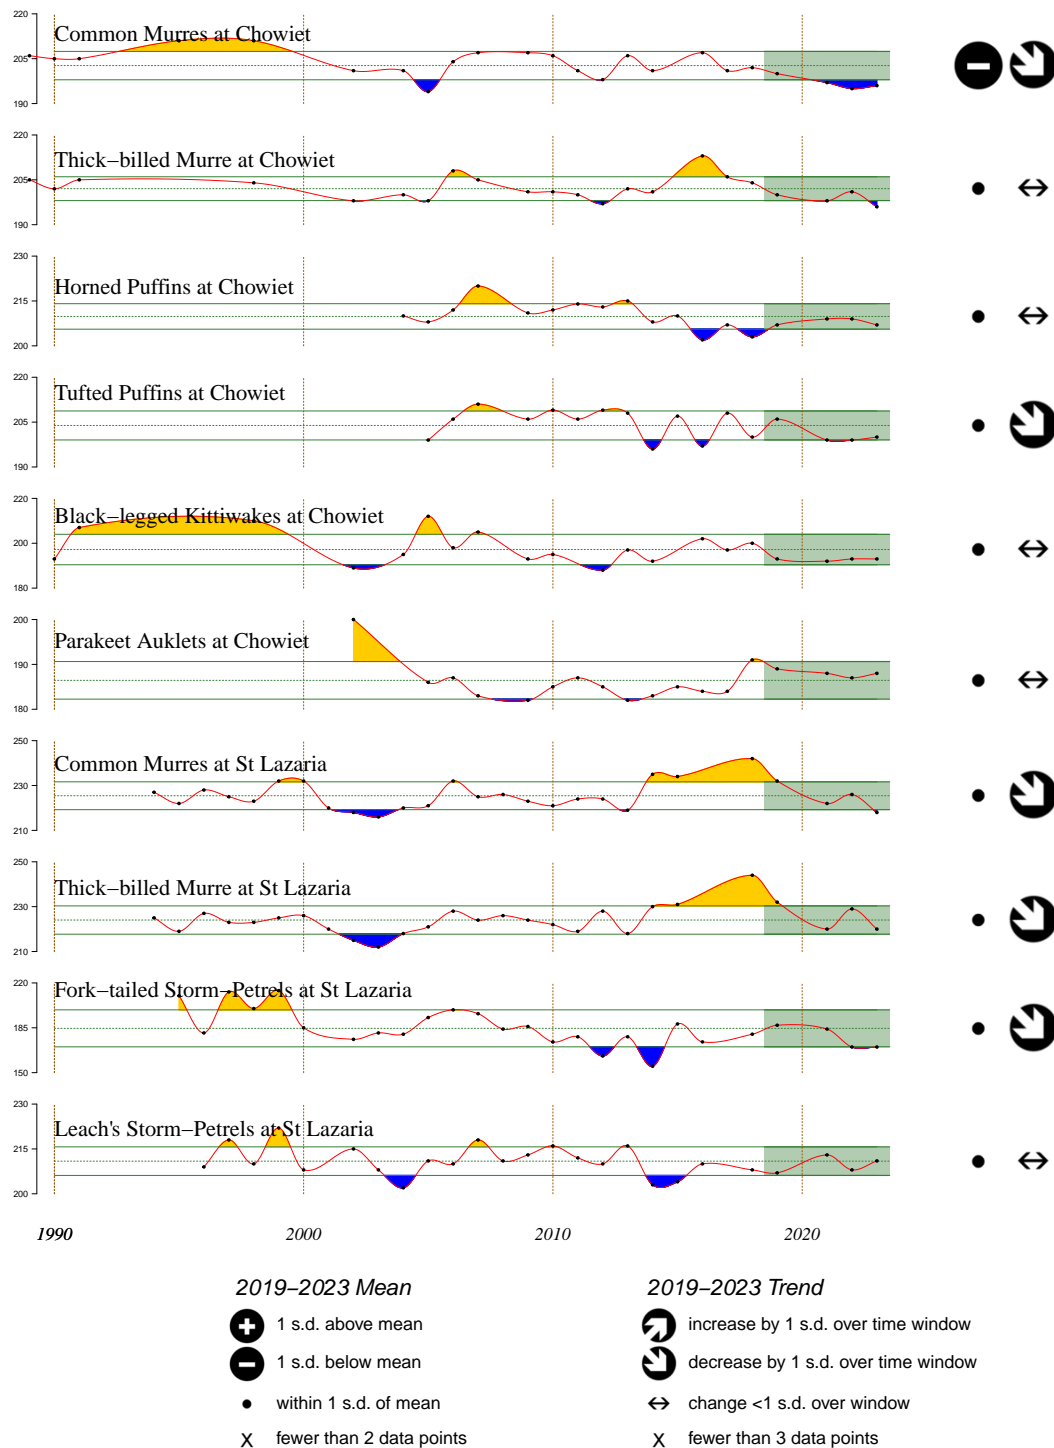 220
Common Murres at Chowiet
205
190
220
Thick–billed Murre at Chowiet
205
190
230
Horned Puffins at Chowiet
215
200
220
Tufted Puffins at Chowiet
205
190
220
Black–legged Kittiwakes at Chowiet
200
180
200
Parakeet Auklets at Chowiet
190
180
250
Common Murres at St Lazaria
230
210
250
Thick–billed Murre at St Lazaria
230
210
220
Fork–tailed Storm–Petrels at St Lazaria
185
150
230
Leach's Storm–Petrels at St Lazaria
215
200
1990 2000 2010 2020
2019–2023 Mean 2019–2023 Trend
1 s.d. above mean increase by 1 s.d. over time window
1 s.d. below mean decrease by 1 s.d. over time window
within 1 s.d. of mean change <1 s.d. over window
X fewer than 2 data points X fewer than 3 data points